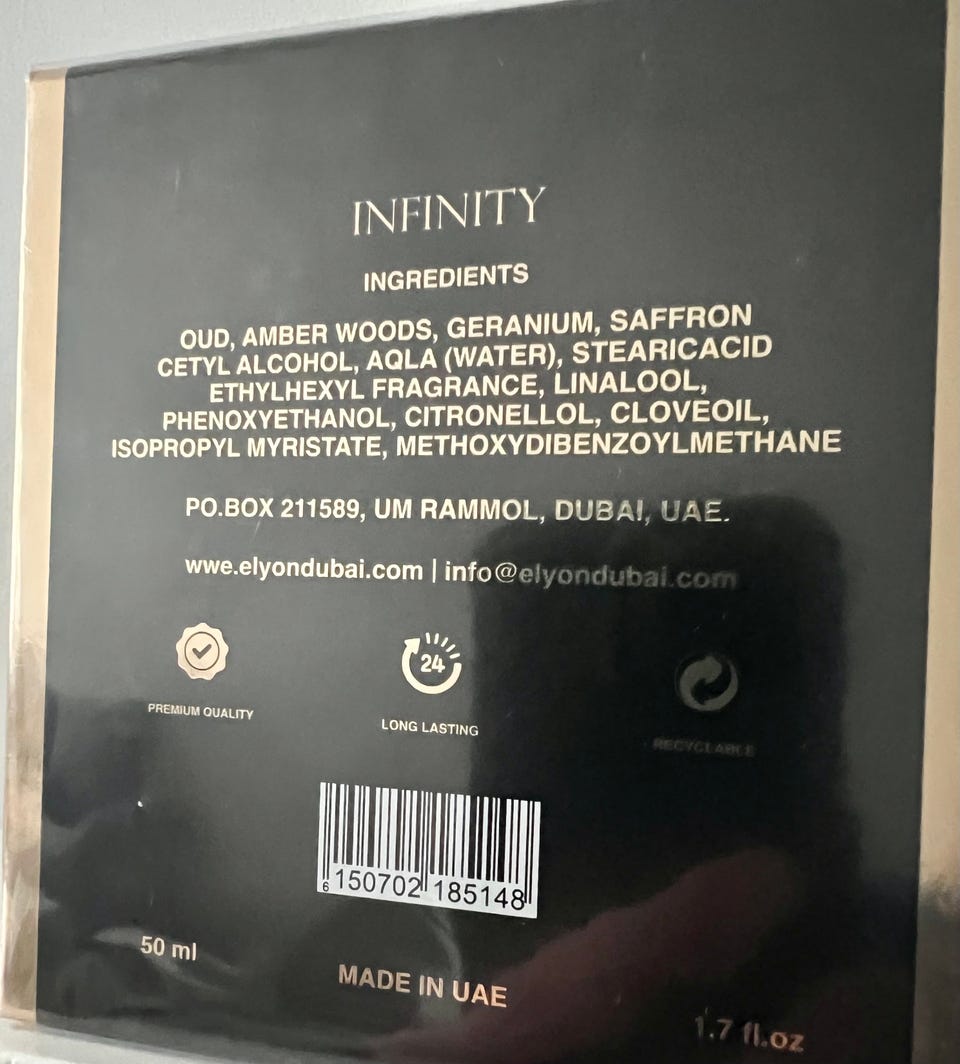 INFINITY
INGREDIENTS
OUD, AMBER WOODS, GERANIUM, SAFFRON
CETYL ALCOHOL, AQLA (WATER), STEARICACID
ETHYLHEXYL FRAGRANCE, LINALOOL,
PHENOXYETHANOL, CITRONELLOL, CLOVEOIL,
ISOPROPYL MYRISTATE, METHOXYDIBENZOYLMETHANE
PO.BOX 211589, UM RAMMOL, DUBAI, UAE.
wwe.elyondubai.com | info@elyondubai.com
24
PREMIUM QUALITY
LONG LASTING
RECYCLABLE
6 150702 185148
50 ml
MADE IN UAE
1.7 fl.oz